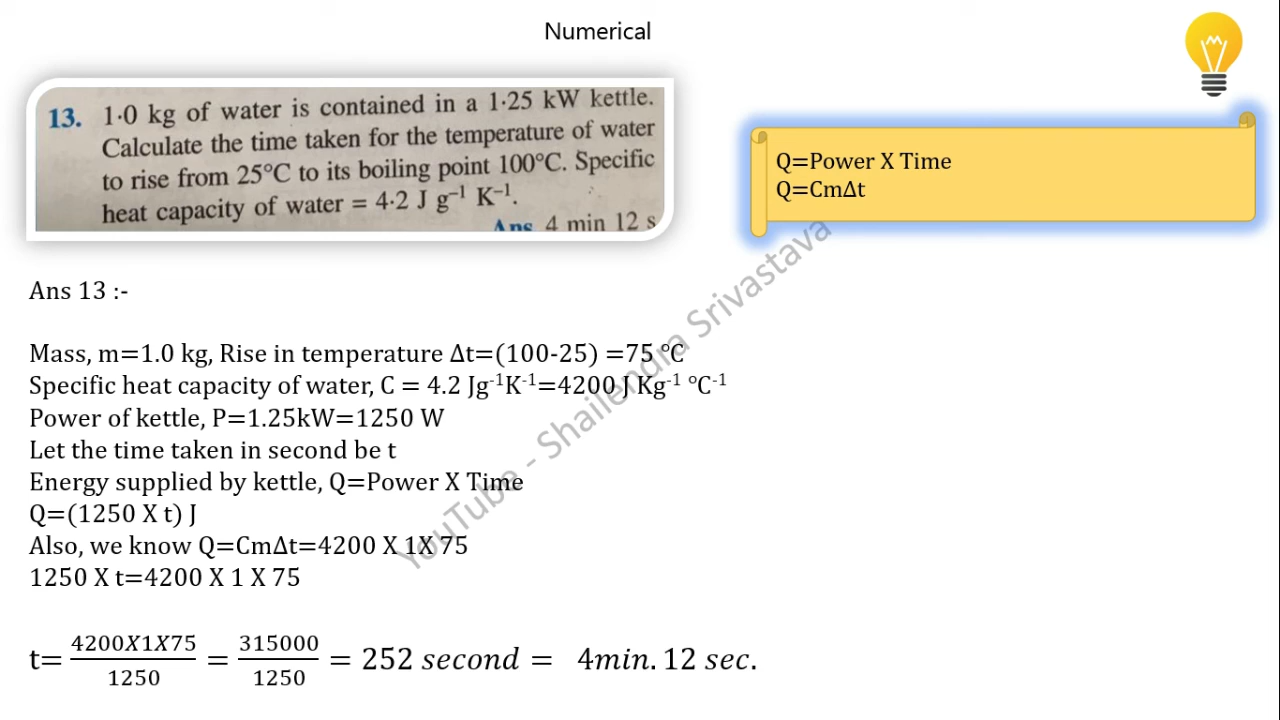 Numerical
13. 1·0 kg of water is contained in a 1·25 kW kettle.
Calculate the time taken for the temperature of water
to rise from 25°C to its boiling point 100°C. Specific
heat capacity of water = 4·2 J g⁻¹ K⁻¹.
Ans 4 min 12 s
Q=Power X Time
Q=CmΔt
Ans 13 :-
Mass, m=1.0 kg, Rise in temperature Δt=(100-25) =75 °C
Specific heat capacity of water, C = 4.2 Jg⁻¹K⁻¹=4200 J Kg⁻¹ °C⁻¹
Power of kettle, P=1.25kW=1250 W
Let the time taken in second be t
Energy supplied by kettle, Q=Power X Time
Q=(1250 X t) J
Also, we know Q=CmΔt=4200 X 1X 75
1250 X t=4200 X 1 X 75
t= 4200X1X75/1250 = 315000/1250 = 252 second = 4min. 12 sec.
YouTube - Shailendra Srivastava